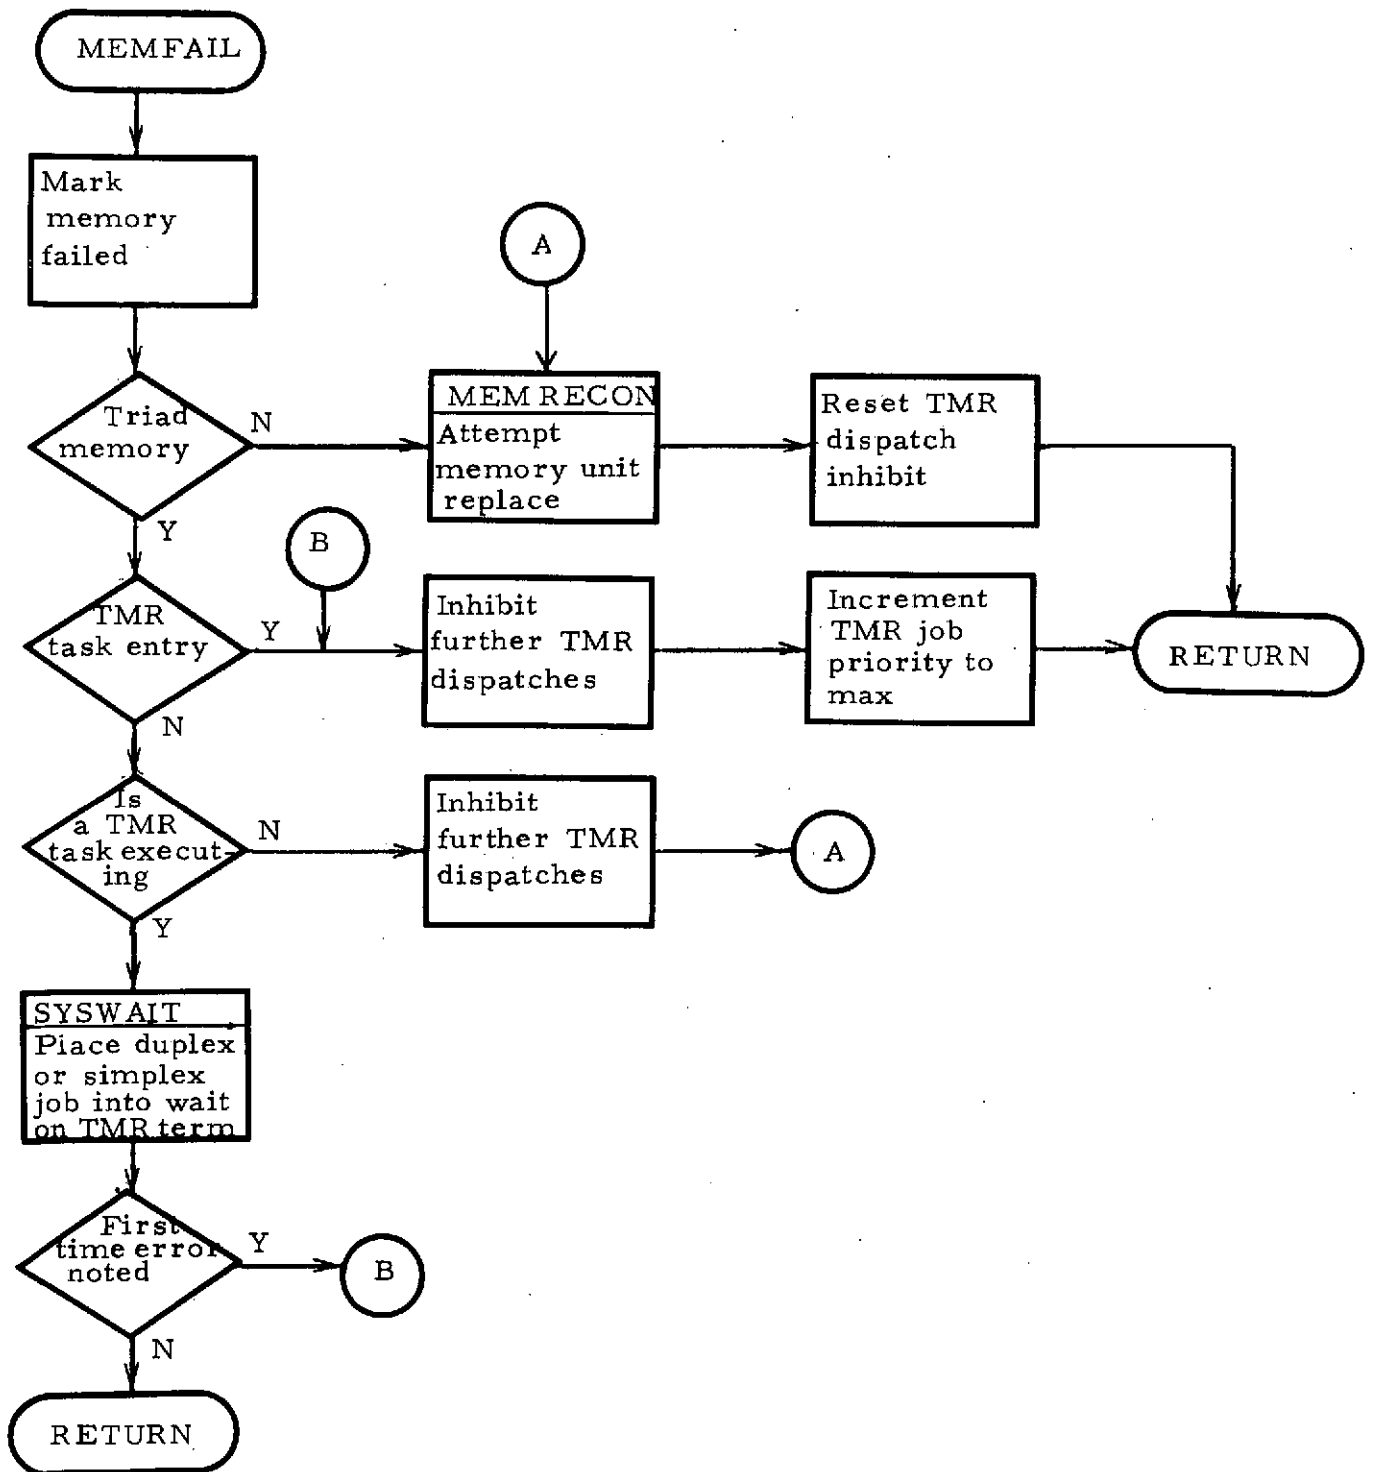 MEMFAIL
Mark
memory
failed
A
Triad
memory
N
Y
MEM RECON
Attempt
memory unit
replace
Reset TMR
dispatch
inhibit
B
TMR
task entry
Y
N
Inhibit
further TMR
dispatches
Increment
TMR job
priority to
max
RETURN
Is
a TMR
task execut-
ing
N
Y
Inhibit
further TMR
dispatches
A
SYSWAIT
Place duplex
or simplex
job into wait
on TMR term
First
time error
noted
Y
N
B
RETURN